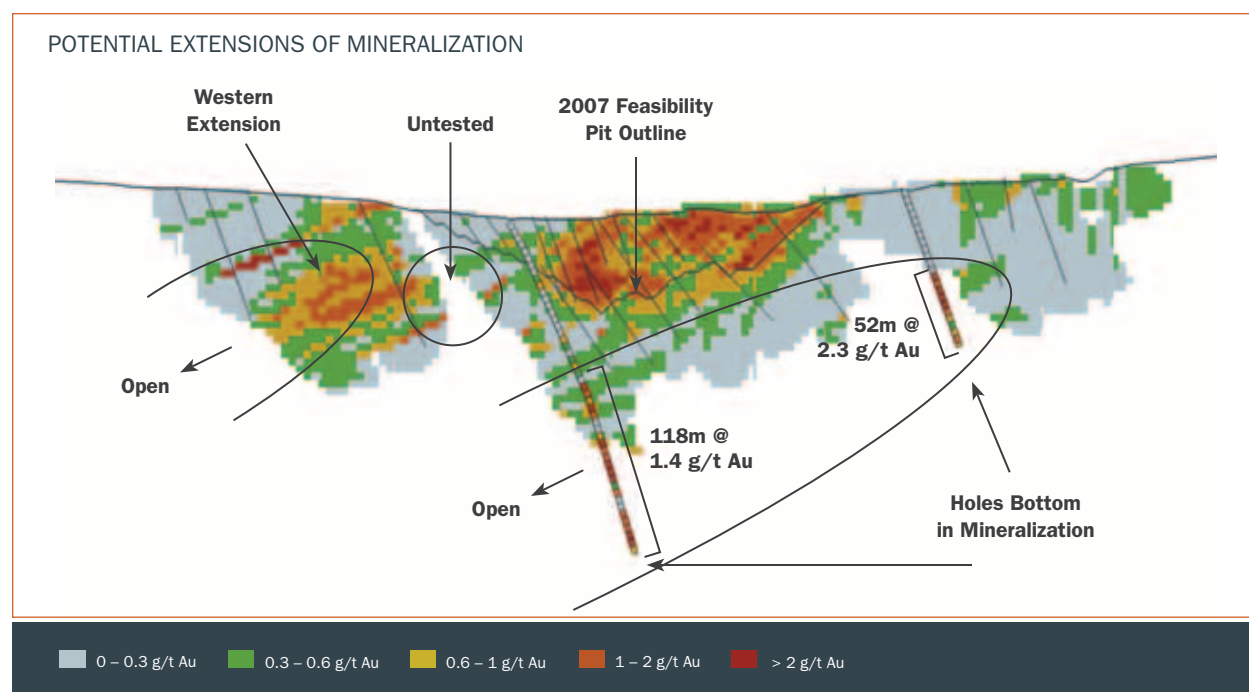 POTENTIAL EXTENSIONS OF MINERALIZATION
Western
Extension
Untested
2007 Feasibility
Pit Outline
52m @
2.3 g/t Au
Open
118m @
1.4 g/t Au
Open
Holes Bottom
in Mineralization
0 – 0.3 g/t Au
0.3 – 0.6 g/t Au
0.6 – 1 g/t Au
1 – 2 g/t Au
> 2 g/t Au